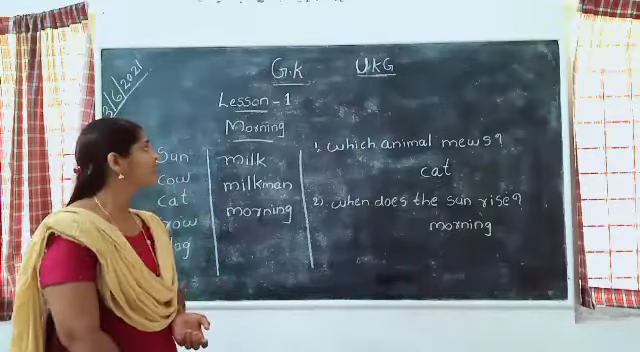 G.K UKG
/6/2021
Lesson-1
Morning
Sun
cow
cat
milk
milkman
morning
1. which animal mews?
cat
2) when does the sun rise?
morning